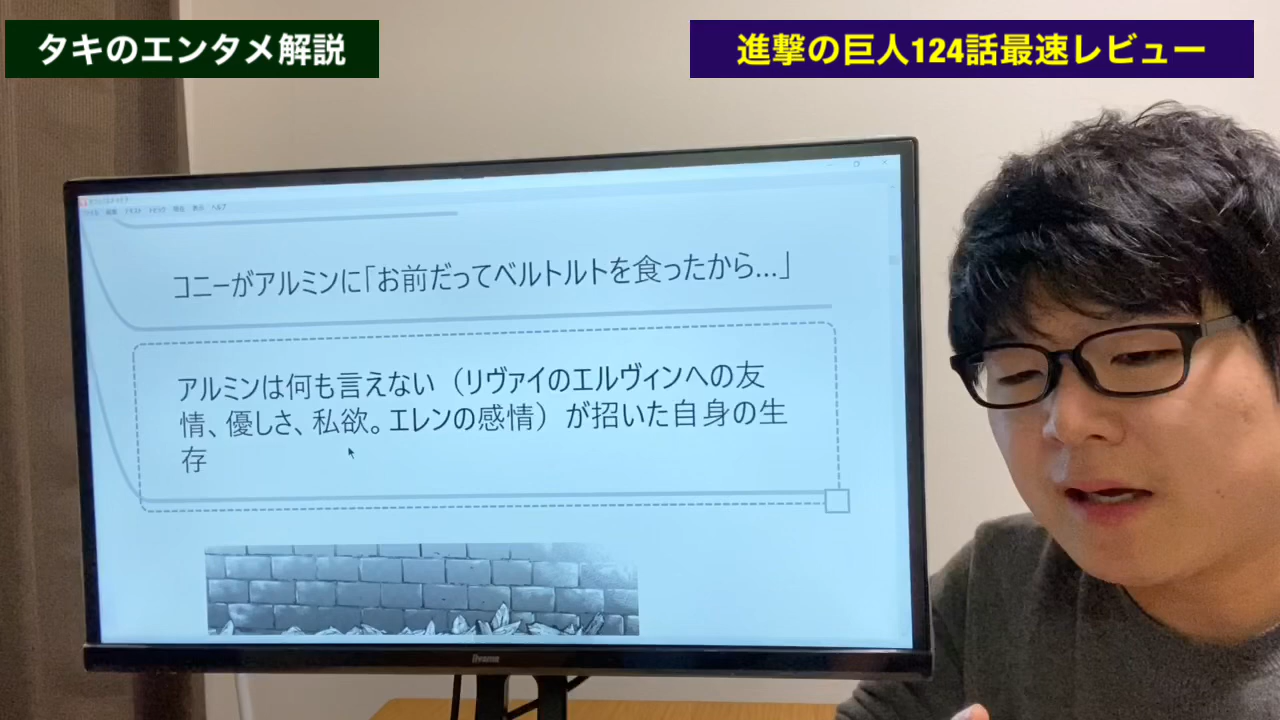 タキのエンタメ解説
進撃の巨人124話最速レビュー
コニーがアルミンに「お前だってベルトルトを食ったから…」
アルミンは何も言えない（リヴァイのエルヴィンへの友
情、優しさ、私欲。エレンの感情）が招いた自身の生
存
iiyama